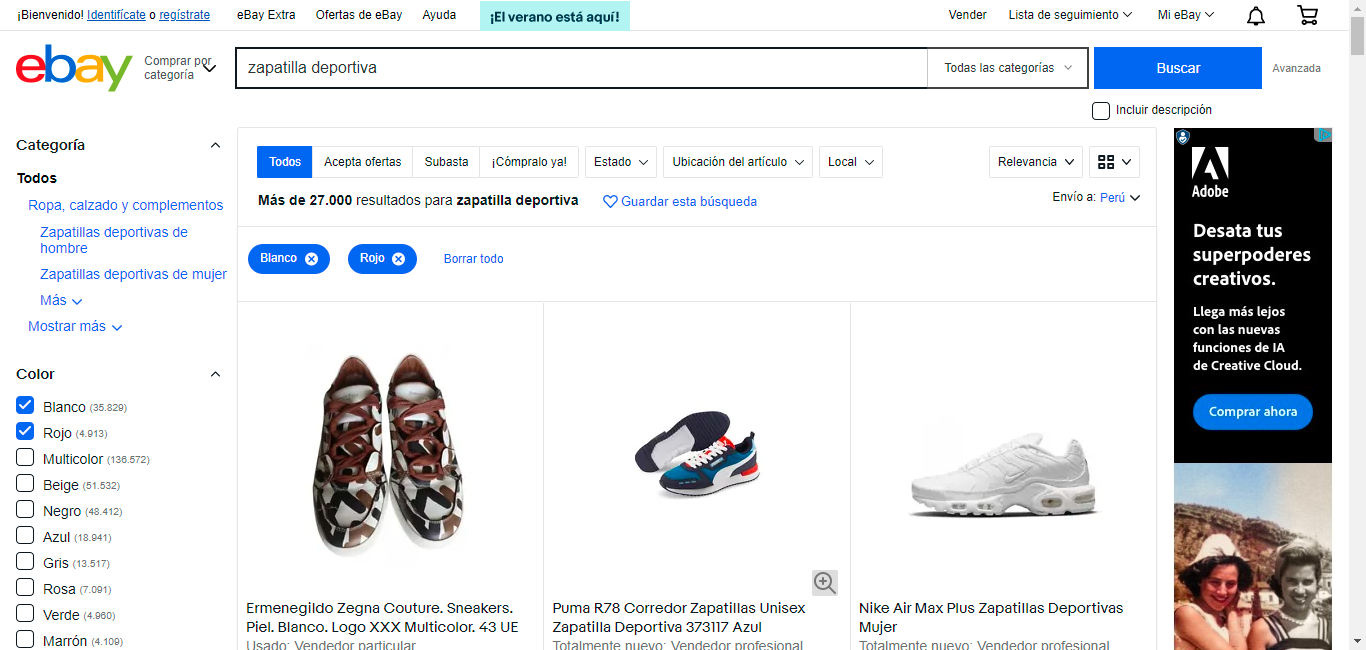 ¡Bienvenido! Identifícate o regístrate
eBay Extra
Ofertas de eBay
Ayuda
¡El verano está aquí!
Vender
Lista de seguimiento
Mi eBay
ebay
Comprar por
categoría
zapatilla deportiva
Todas las categorías
Buscar
Avanzada
Incluir descripción
Categoría
Todos
Ropa, calzado y complementos
Zapatillas deportivas de
hombre
Zapatillas deportivas de mujer
Más
Mostrar más
Color
Blanco (35.829)
Rojo (4.913)
Multicolor (136.572)
Beige (51.532)
Negro (48.412)
Azul (18.941)
Gris (13.517)
Rosa (7.091)
Verde (4.960)
Marrón (4.109)
Todos
Acepta ofertas
Subasta
¡Cómpralo ya!
Estado
Ubicación del artículo
Local
Relevancia
Más de 27.000 resultados para zapatilla deportiva
Guardar esta búsqueda
Envío a: Perú
Blanco
Rojo
Borrar todo
Ermenegildo Zegna Couture. Sneakers.
Piel. Blanco. Logo XXX Multicolor. 43 UE
Usado: Vendedor particular
Puma R78 Corredor Zapatillas Unisex
Zapatilla Deportiva 373117 Azul
Totalmente nuevo: Vendedor profesional
Nike Air Max Plus Zapatillas Deportivas
Mujer
Totalmente nuevo: Vendedor profesional
Adobe
Desata tus
superpoderes
creativos.
Llega más lejos
con las nuevas
funciones de IA
de Creative Cloud.
Comprar ahora